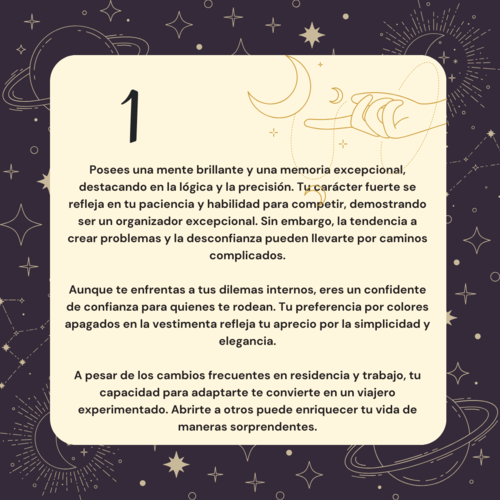 1
Posees una mente brillante y una memoria excepcional,
destacando en la lógica y la precisión. Tu carácter fuerte se
refleja en tu paciencia y habilidad para competir, demostrando
ser un organizador excepcional. Sin embargo, la tendencia a
crear problemas y la desconfianza pueden llevarte por caminos
complicados.
Aunque te enfrentas a tus dilemas internos, eres un confidente
de confianza para quienes te rodean. Tu preferencia por colores
apagados en la vestimenta refleja tu aprecio por la simplicidad y
elegancia.
A pesar de los cambios frecuentes en residencia y trabajo, tu
capacidad para adaptarte te convierte en un viajero
experimentado. Abrirte a otros puede enriquecer tu vida de
maneras sorprendentes.